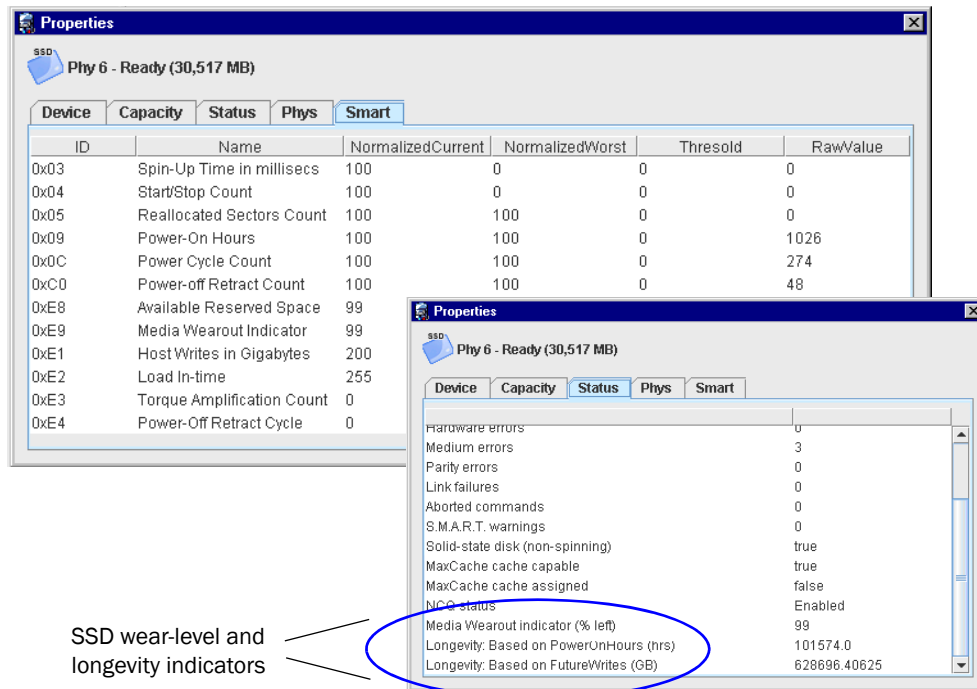 Properties
SSD
Phy 6 - Ready (30,517 MB)
Device Capacity Status Phys Smart
ID Name NormalizedCurrent NormalizedWorst Thresold RawValue
0x03 Spin-Up Time in millisecs 100 0 0 0
0x04 Start/Stop Count 100 0 0 0
0x05 Reallocated Sectors Count 100 100 0 0
0x09 Power-On Hours 100 100 0 1026
0x0C Power Cycle Count 100 100 0 274
0xC0 Power-off Retract Count 100 100 0 48
0xE8 Available Reserved Space 99
0xE9 Media Wearout Indicator 99
0xE1 Host Writes in Gigabytes 200
0xE2 Load In-time 255
0xE3 Torque Amplification Count 0
0xE4 Power-Off Retract Cycle 0
Properties
SSD
Phy 6 - Ready (30,517 MB)
Device Capacity Status Phys Smart
Hardware errors 0
Medium errors 3
Parity errors 0
Link failures 0
Aborted commands 0
S.M.A.R.T. warnings 0
Solid-state disk (non-spinning) true
MaxCache cache capable true
MaxCache cache assigned false
NCQ status Enabled
Media Wearout indicator (% left) 99
Longevity: Based on PowerOnHours (hrs) 101574.0
Longevity: Based on FutureWrites (GB) 628696.40625
SSD wear-level and
longevity indicators